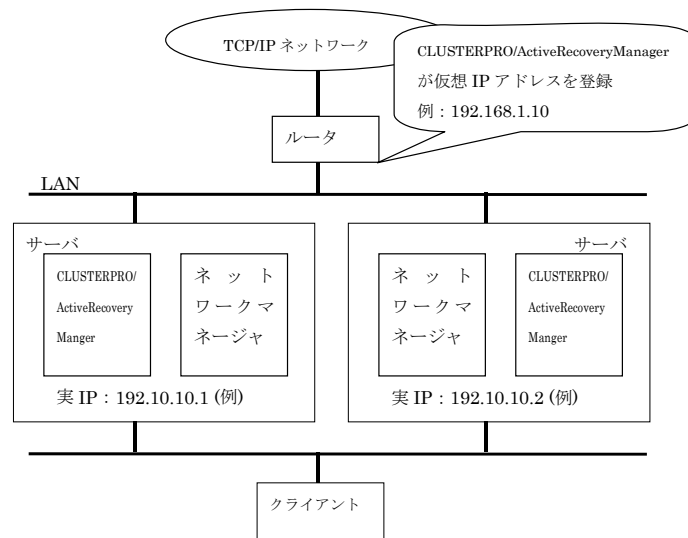 TCP/IP ネットワーク
CLUSTERPRO/ActiveRecoveryManager
が仮想 IP アドレスを登録
例：192.168.1.10
ルータ
LAN
サーバ
CLUSTERPRO/
ActiveRecovery
Manger
ネット
ワークマ
ネージャ
実 IP：192.10.10.1 (例)
サーバ
ネット
ワークマ
ネージャ
CLUSTERPRO/
ActiveRecovery
Manger
実 IP：192.10.10.2 (例)
クライアント